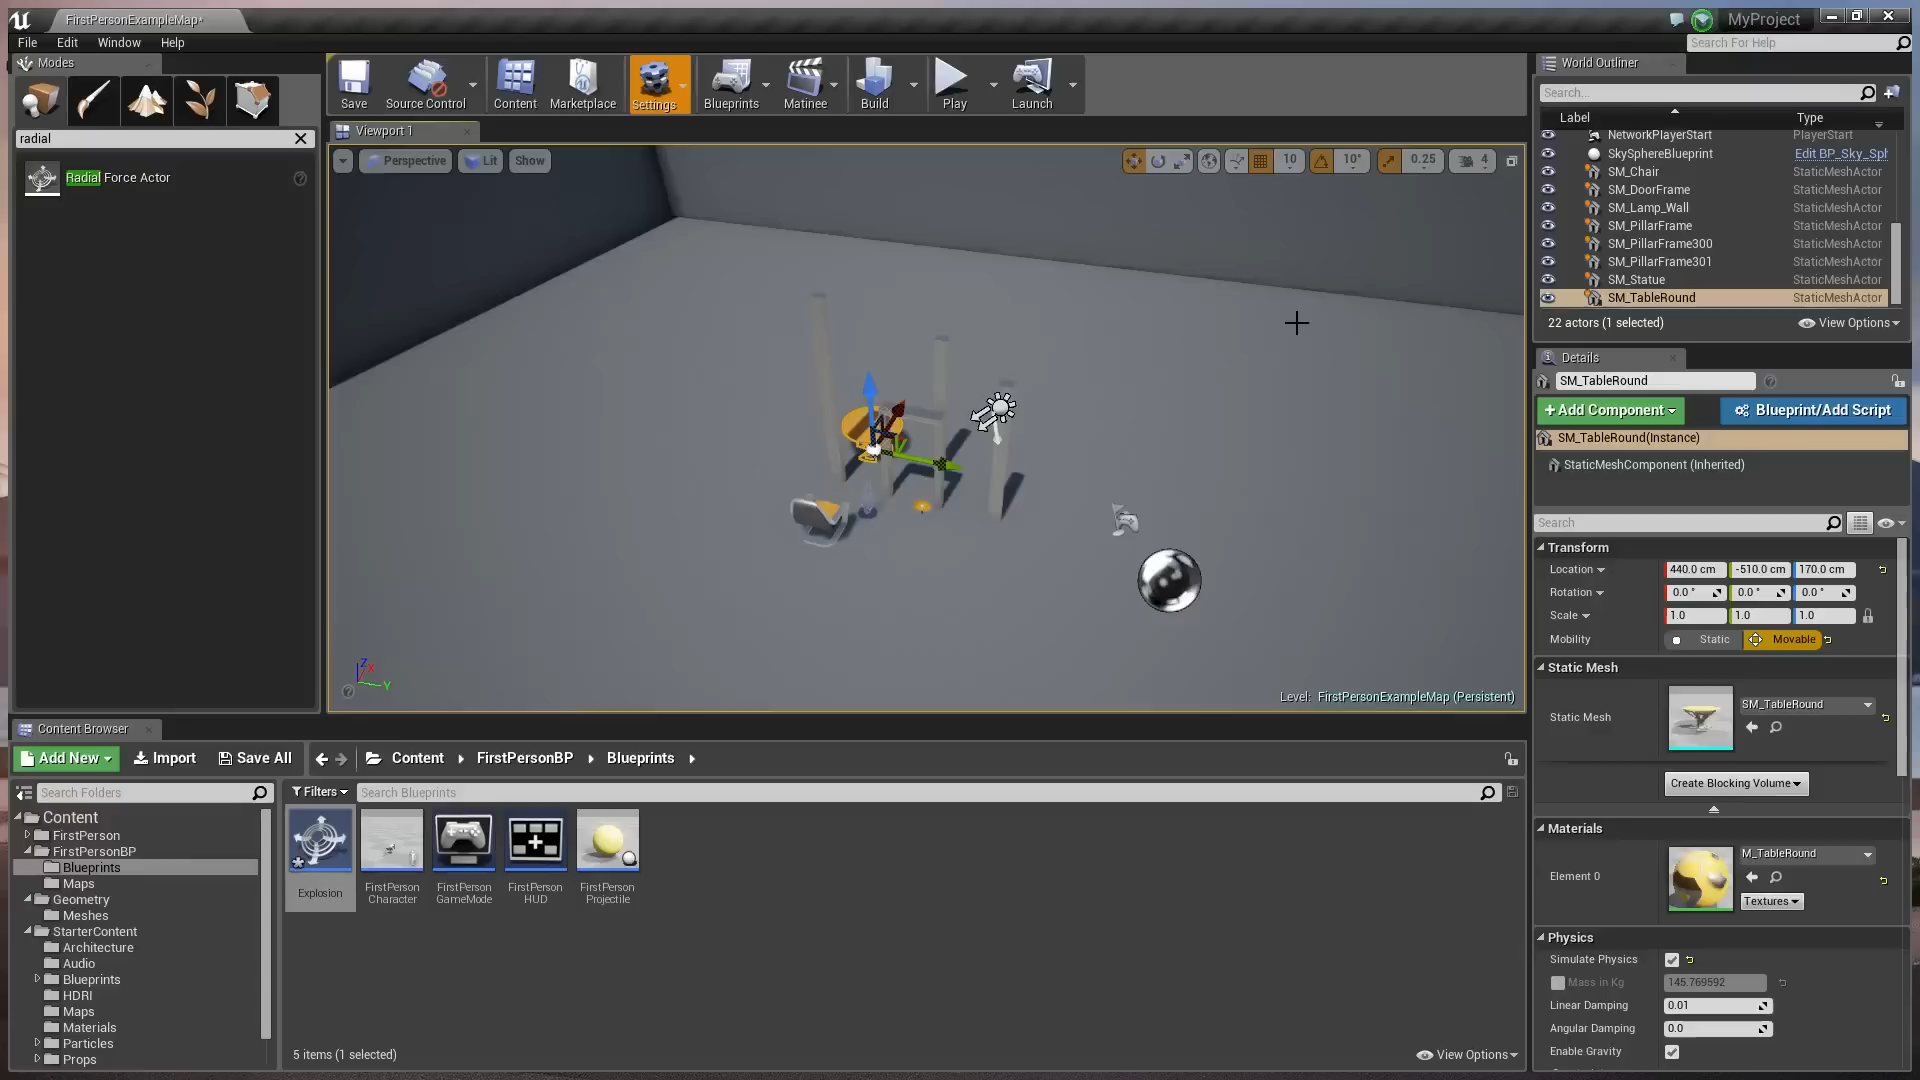 FirstPersonExampleMap*
MyProject
File Edit Window Help
Search For Help
Modes
Save
Source Control
Content
Marketplace
Settings
Blueprints
Matinee
Build
Play
Launch
World Outliner
Search...
Label Type
radial
Radial Force Actor
Viewport 1
Perspective
Lit
Show
10
10°
0.25
4
NetworkPlayerStart PlayerStart
SkySphereBlueprint Edit BP_Sky_Sph
SM_Chair StaticMeshActor
SM_DoorFrame StaticMeshActor
SM_Lamp_Wall StaticMeshActor
SM_PillarFrame StaticMeshActor
SM_PillarFrame300 StaticMeshActor
SM_PillarFrame301 StaticMeshActor
SM_Statue StaticMeshActor
SM_TableRound StaticMeshActor
22 actors (1 selected)
View Options
Details
SM_TableRound
+Add Component
Blueprint/Add Script
SM_TableRound(Instance)
StaticMeshComponent (Inherited)
Search
Transform
Location 440.0 cm -510.0 cm 170.0 cm
Rotation 0.0 ° 0.0 ° 0.0 °
Scale 1.0 1.0 1.0
Mobility Static Movable
Static Mesh
Static Mesh
SM_TableRound
Create Blocking Volume
Materials
Element 0
M_TableRound
Textures
Physics
Simulate Physics
Mass in Kg 145.769592
Linear Damping 0.01
Angular Damping 0.0
Enable Gravity
Z X
Y
Level: FirstPersonExampleMap (Persistent)
Content Browser
Add New
Import
Save All
Content
FirstPersonBP
Blueprints
Search Folders
Filters
Search Blueprints
Content
FirstPerson
FirstPersonBP
Blueprints
Maps
Geometry
Meshes
StarterContent
Architecture
Audio
Blueprints
HDRI
Maps
Materials
Particles
Props
Explosion
FirstPerson
Character
FirstPerson
GameMode
FirstPerson
HUD
FirstPerson
Projectile
5 items (1 selected)
View Options